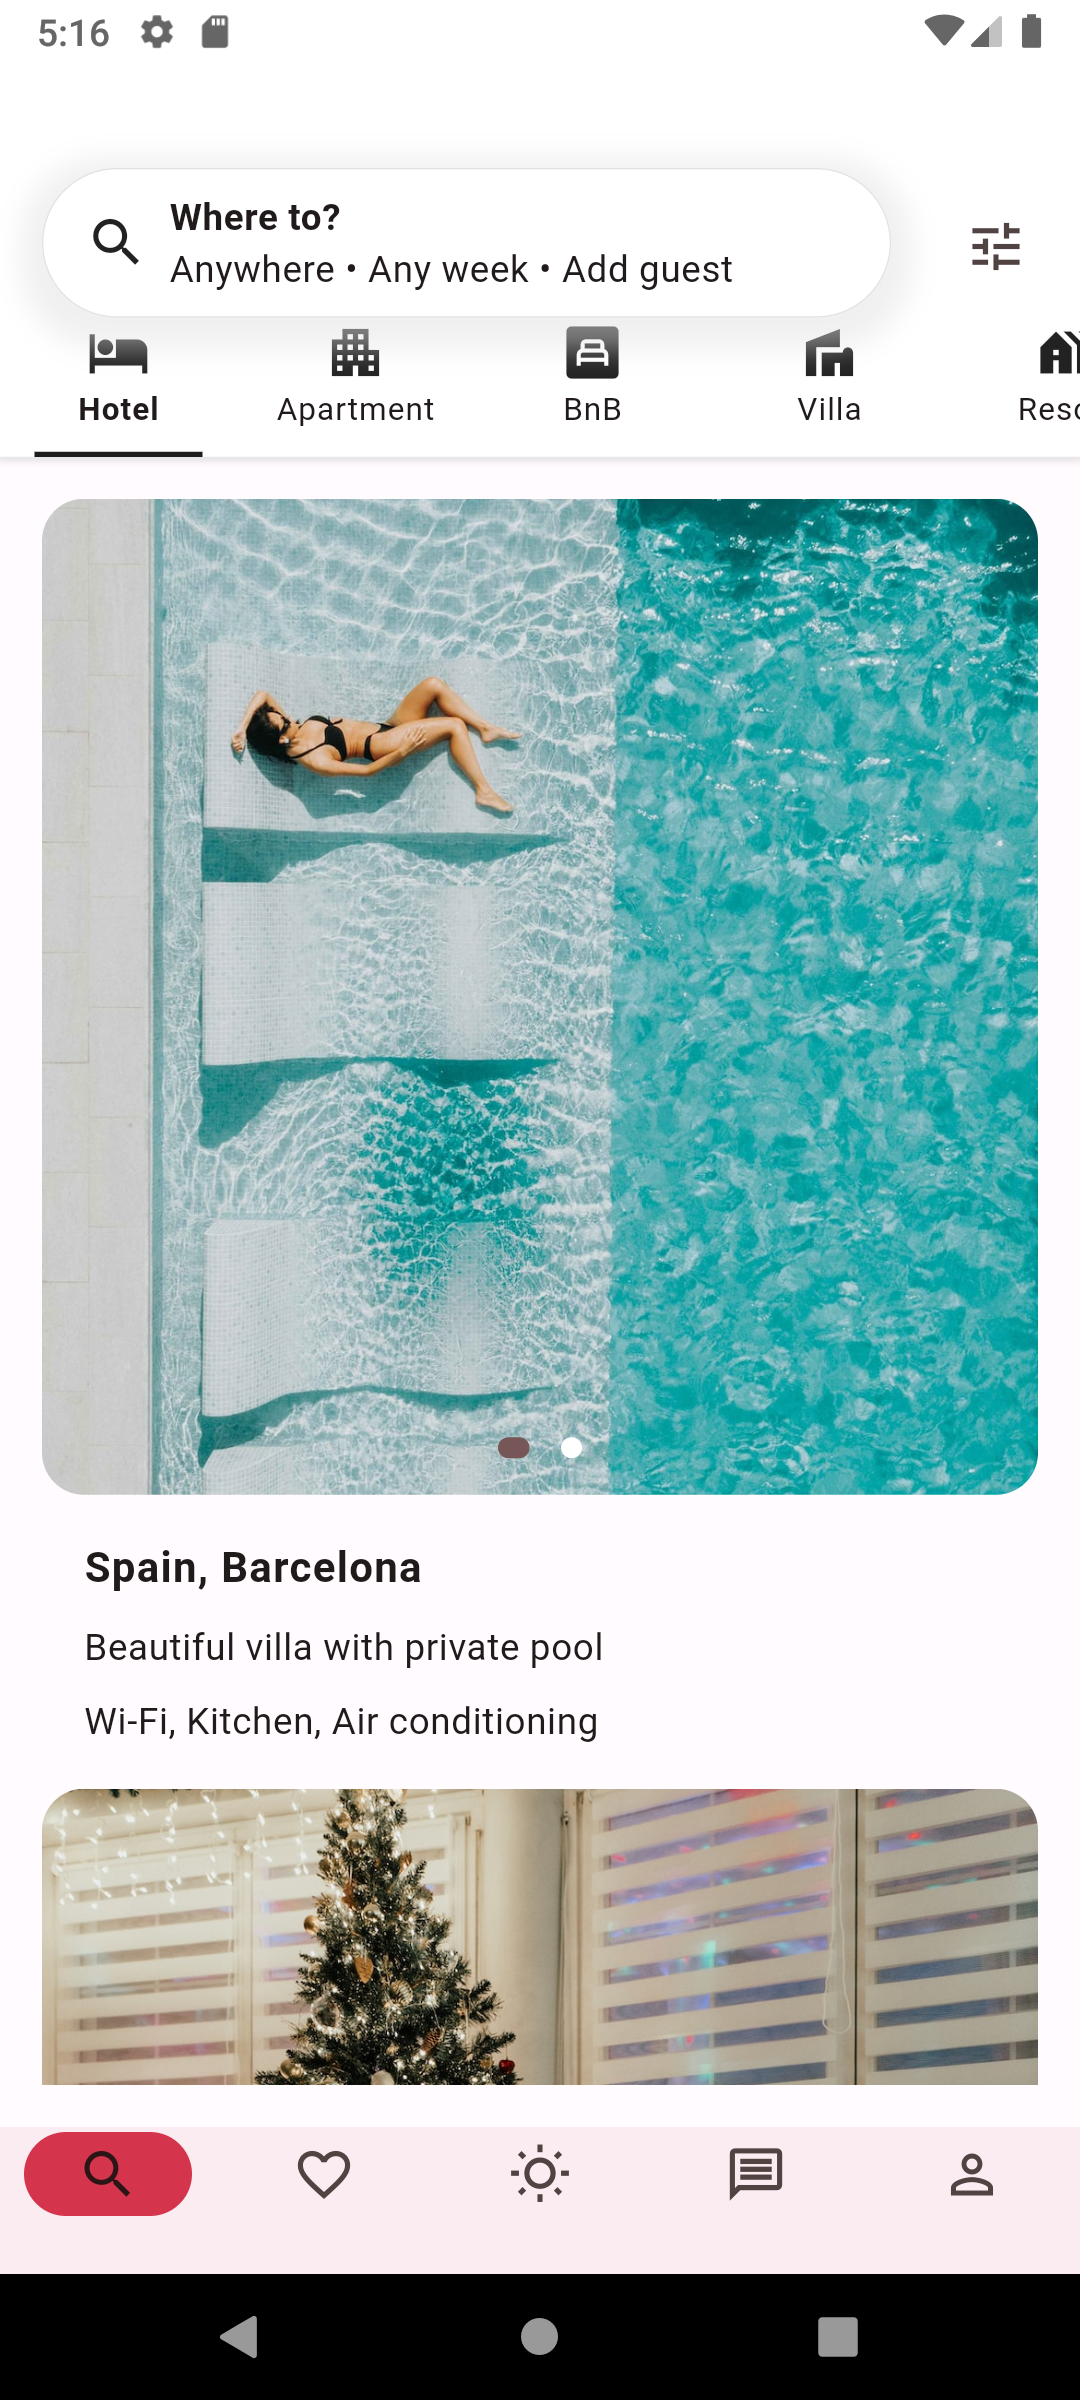 5:16
Where to?
Anywhere • Any week • Add guest
Hotel
Apartment
BnB
Villa
Reso
Spain, Barcelona
Beautiful villa with private pool
Wi-Fi, Kitchen, Air conditioning